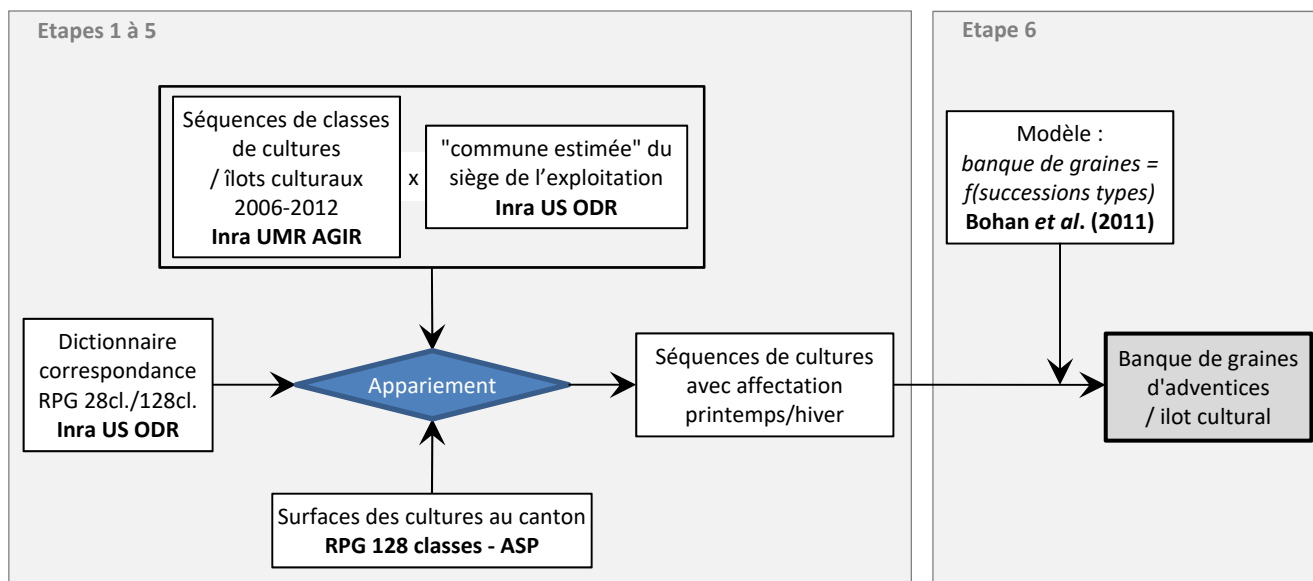 Etapes 1 à 5
Séquences de classes
de cultures
/ îlots culturaux
2006-2012
Inra UMR AGIR
x
"commune estimée" du
siège de l’exploitation
Inra US ODR
Dictionnaire
correspondance
RPG 28cl./128cl.
Inra US ODR
Appariement
Séquences de cultures
avec affectation
printemps/hiver
Surfaces des cultures au canton
RPG 128 classes - ASP
Etape 6
Modèle :
banque de graines =
f(successions types)
Bohan et al. (2011)
Banque de graines
d'adventices
/ ilot cultural